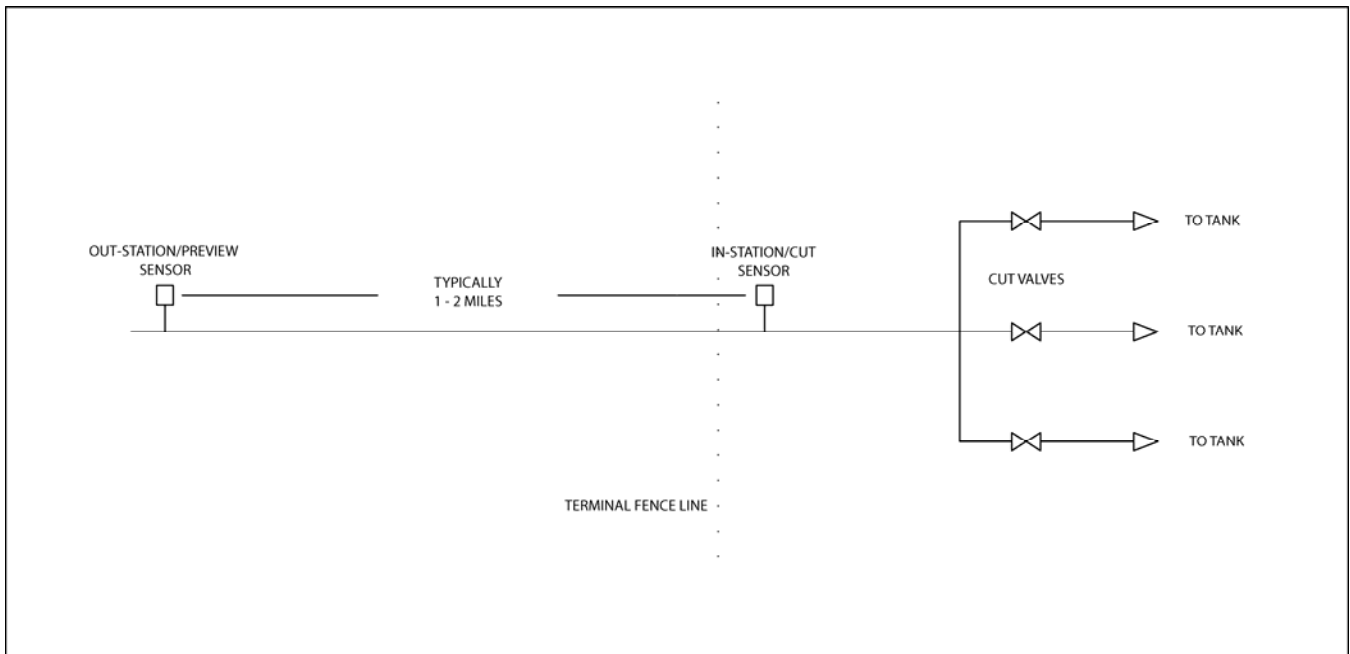 TO TANK
OUT-STATION/PREVIEW
SENSOR
IN-STATION/CUT
SENSOR
TYPICALLY
1 - 2 MILES
CUT VALVES
TO TANK
TO TANK
TERMINAL FENCE LINE